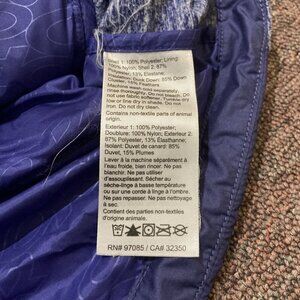 Shell 1: 100% Polyester; Lining:
100% Nylon; Shell 2: 87%
Polyester; 13% Elastane;
Insulation: Duck Down: 85% Down
Cluster, 15% Feathers
Machine wash cold separately,
rinse thoroughly. Do not bleach. Do
not use fabric softener. Tumble dry
low or line dry in shade. Do not
iron. Do not dry clean.
Contains non-textile parts of animal
origin.
Exterieur 1: 100% Polyester;
Doublure: 100% Nylon; Exterieur 2:
87% Polyester, 13% Élasthanne;
Isolant: Duvet de canard: 85%
Duvet, 15% Plumes
Laver à la machine séparément à
l'eau froide, bien rincer. Ne pas
blanchir. Ne pas utiliser
d'assouplissant. Sécher au
sèche-linge à basse température
ou sur une corde à l'ombre.
Ne pas repasser. Ne pas nettoyer
à sec.
Contient des parties non-textiles
d'origine animale.
RN# 97085 / CA# 32350